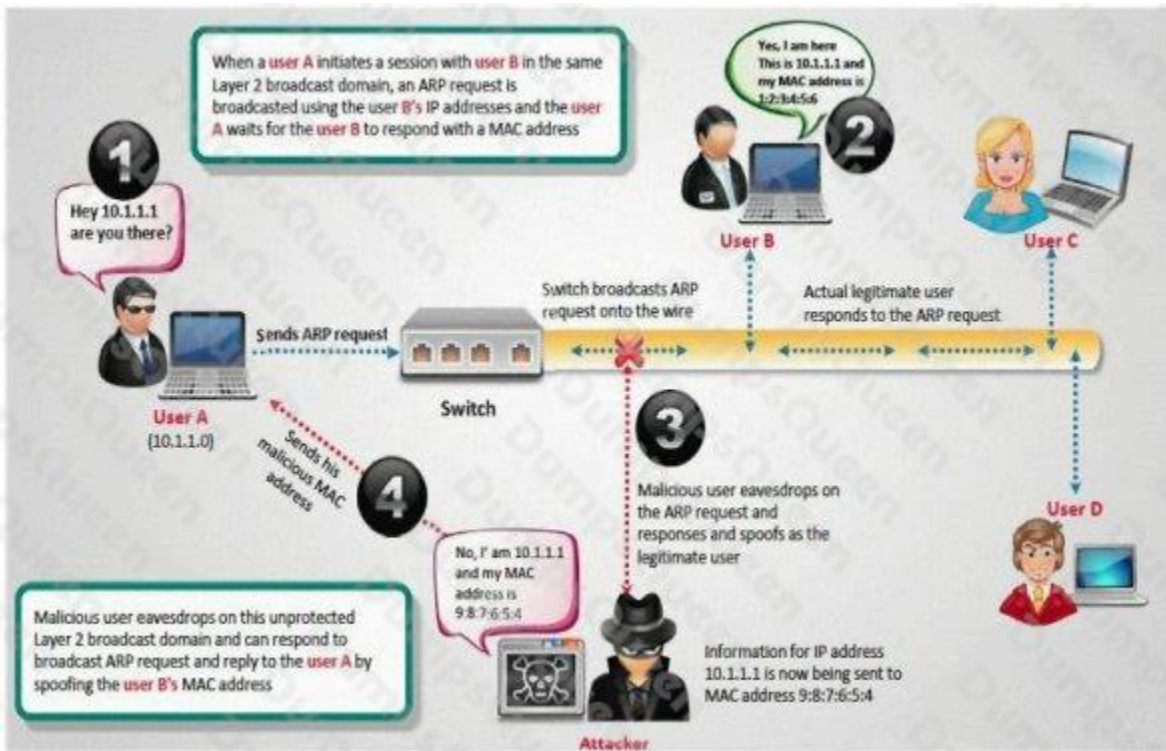 When a user A initiates a session with user B in the same
Layer 2 broadcast domain, an ARP request is
broadcasted using the user B's IP addresses and the user
A waits for the user B to respond with a MAC address
Yes, I am here
This is 10.1.1.1 and
my MAC address is
1:2:3:4:5:6
2
1
Hey 10.1.1.1
are you there?
User B
User C
Switch broadcasts ARP
request onto the wire
Actual legitimate user
responds to the ARP request
Sends ARP request
Switch
User A
(10.1.1.0)
Sends his
malicious MAC
address
4
3
Malicious user eavesdrops on
the ARP request and
responses and spoofs as the
legitimate user
User D
No, I' am 10.1.1.1
and my MAC
address is
9:8:7:6:5:4
Malicious user eavesdrops on this unprotected
Layer 2 broadcast domain and can respond to
broadcast ARP request and reply to the user A by
spoofing the user B's MAC address
Information for IP address
10.1.1.1 is now being sent to
MAC address 9:8:7:6:5:4
Attacker
DumpsQueen